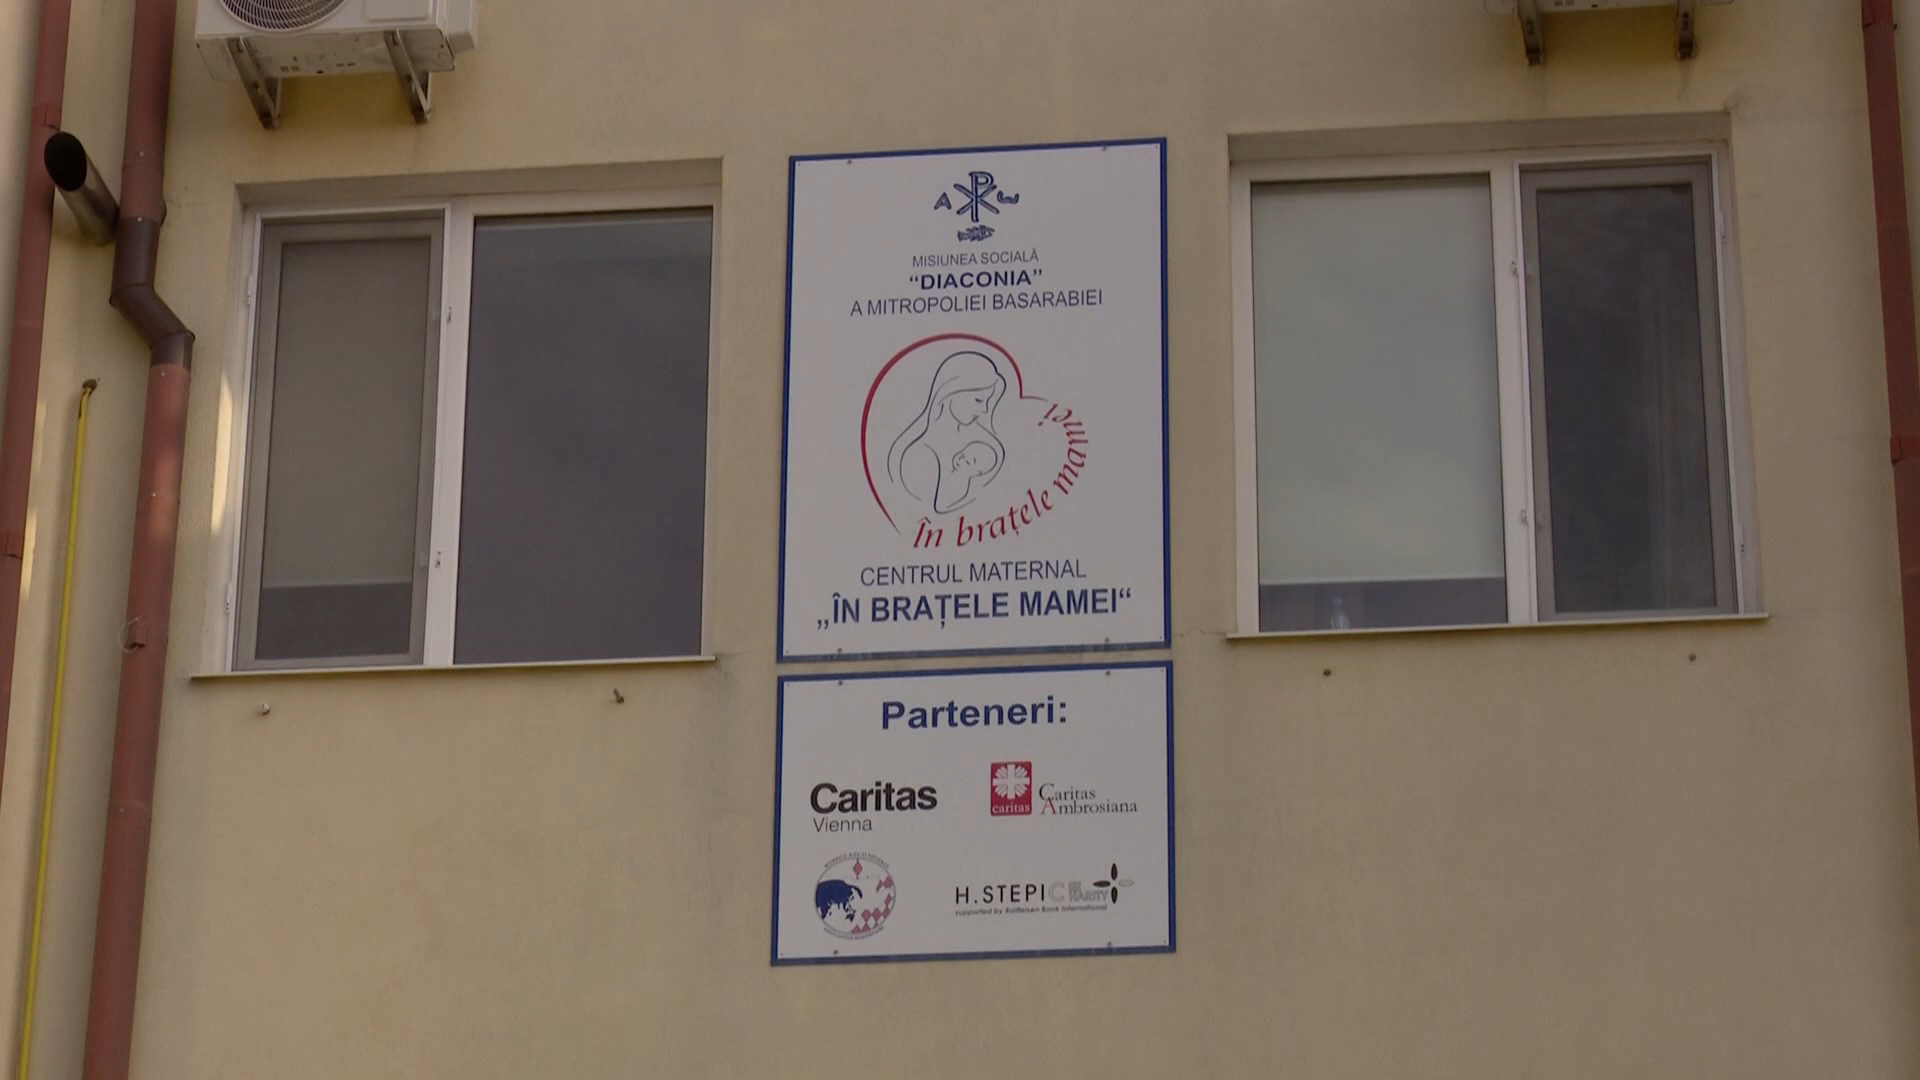 A P ω
MISIUNEA SOCIALĂ
“DIACONIA”
A MITROPOLIEI BASARABIEI
În brațele mamei
CENTRUL MATERNAL
„ÎN BRAȚELE MAMEI“
Parteneri:
Caritas
Vienna
caritas
Caritas
Ambrosiana
H.STEPIC
supported by Raiffeisen Bank International